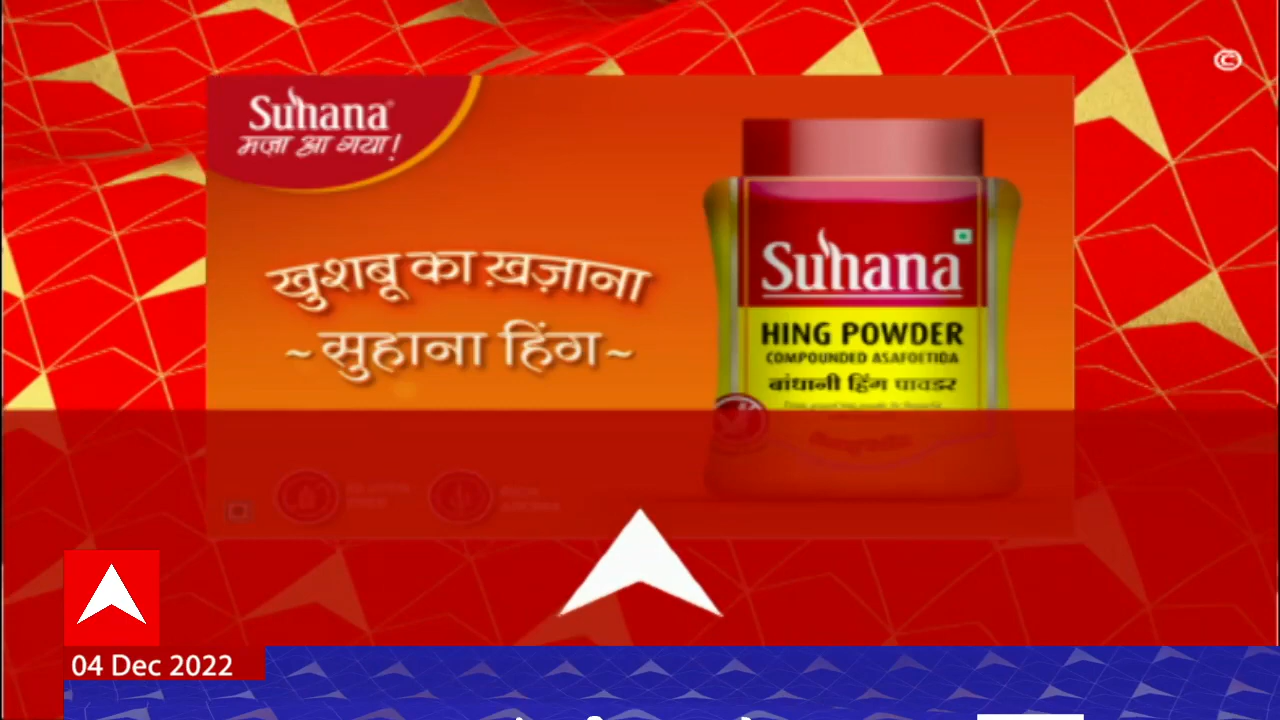 ©
Suhana®
मज़ा आ गया!
खुशबू का ख़ज़ाना
~सुहाना हिंग~
Suhana
HING POWDER
COMPOUNDED ASAFOETIDA
बांधानी हिंग पावडर
04 Dec 2022